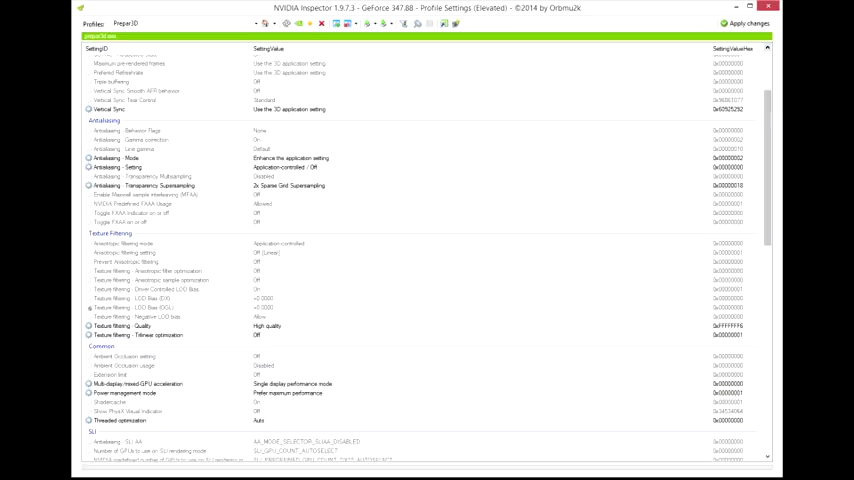 NVIDIA Inspector 1.9.7.3 - GeForce 347.88 - Profile Settings (Elevated) - ©2014 by Orbmu2k
Profiles: Prepar3D Apply changes
prepar3d.exe
SettingID SettingValue SettingValueHex
Maximum pre-rendered frames Use the 3D application setting 0x00000000
Preferred Refreshrate Use the 3D application setting 0x00000000
Triple buffering Off 0x00000000
Vertical Sync Smooth AFR behavior Off 0x00000000
Vertical Sync Tear Control Standard 0x96861077
Vertical Sync Use the 3D application setting 0x60925292
Antialiasing
Antialiasing - Behavior Flags None 0x00000000
Antialiasing - Gamma correction On 0x00000002
Antialiasing - Line gamma Default 0x00000010
Antialiasing - Mode Enhance the application setting 0x00000002
Antialiasing - Setting Application-controlled / Off 0x00000000
Antialiasing - Transparency Multisampling Disabled 0x00000000
Antialiasing - Transparency Supersampling 2x Sparse Grid Supersampling 0x00000018
Enable Maxwell sample interleaving (MFAA) Off 0x00000000
NVIDIA Predefined FXAA Usage Allowed 0x00000001
Toggle FXAA Indicator on or off Off 0x00000000
Toggle FXAA on or off Off 0x00000000
Texture Filtering
Anisotropic filtering mode Application-controlled 0x00000000
Anisotropic filtering setting Off [Linear] 0x00000001
Prevent Anisotropic filtering Off 0x00000000
Texture filtering - Anisotropic filter optimization Off 0x00000000
Texture filtering - Anisotropic sample optimization Off 0x00000000
Texture filtering - Driver Controlled LOD Bias On 0x00000001
Texture filtering - LOD Bias (DX) +0.0000 0x00000000
Texture filtering - LOD Bias (OGL) +0.0000 0x00000000
Texture filtering - Negative LOD bias Allow 0x00000000
Texture filtering - Quality High quality 0xFFFFFFF6
Texture filtering - Trilinear optimization Off 0x00000001
Common
Ambient Occlusion setting Off 0x00000000
Ambient Occlusion usage Disabled 0x00000000
Extension limit Off 0x00000000
Multi-display/mixed-GPU acceleration Single display performance mode 0x00000000
Power management mode Prefer maximum performance 0x00000001
Shadercache On 0x00000001
Show PhysX Visual Indicator Off 0x34534064
Threaded optimization Auto 0x00000000
SLI
Antialiasing - SLI AA AA_MODE_SELECTOR_SLIAA_DISABLED 0x00000000
Number of GPUs to use on SLI rendering mode SLI_GPU_COUNT_AUTOSELECT 0x00000000